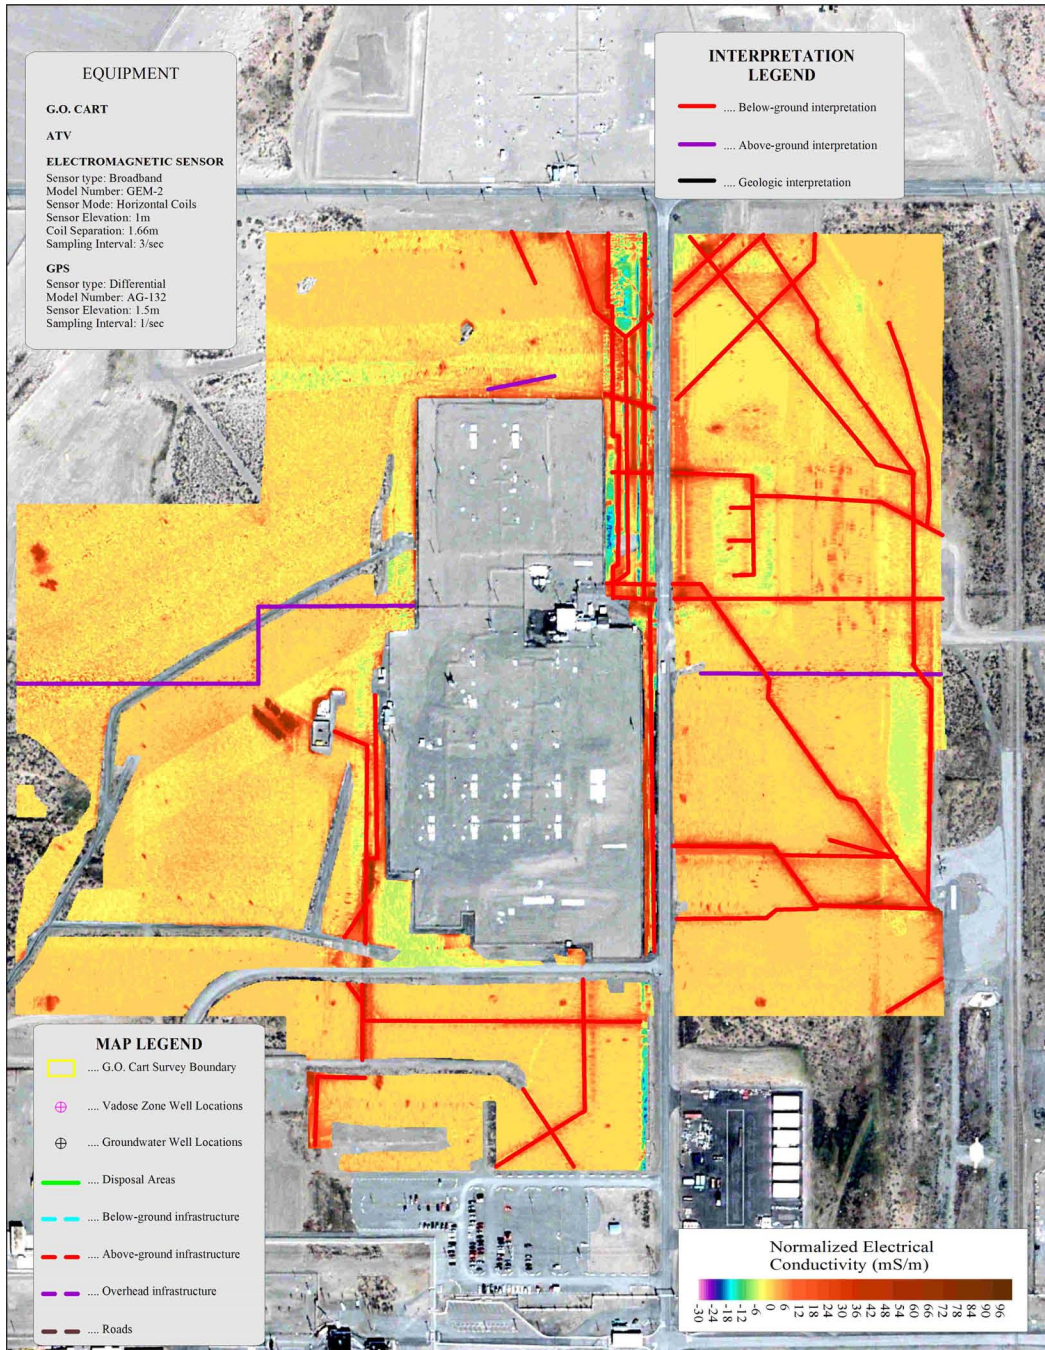 EQUIPMENT
G.O. CART
ATV
ELECTROMAGNETIC SENSOR
Sensor type: Broadband
Model Number: GEM-2
Sensor Mode: Horizontal Coils
Sensor Elevation: 1m
Coil Separation: 1.66m
Sampling Interval: 3/sec
GPS
Sensor type: Differential
Model Number: AG-132
Sensor Elevation: 1.5m
Sampling Interval: 1/sec
INTERPRETATION
LEGEND
.... Below-ground interpretation
.... Above-ground interpretation
.... Geologic interpretation
MAP LEGEND
.... G.O. Cart Survey Boundary
.... Vadose Zone Well Locations
.... Groundwater Well Locations
.... Disposal Areas
.... Below-ground infrastructure
.... Above-ground infrastructure
.... Overhead infrastructure
.... Roads
Normalized Electrical
Conductivity (mS/m)
-30 -24 -18 -12 -6 0 6 12 18 24 30 36 42 48 54 60 66 72 78 84 90 96